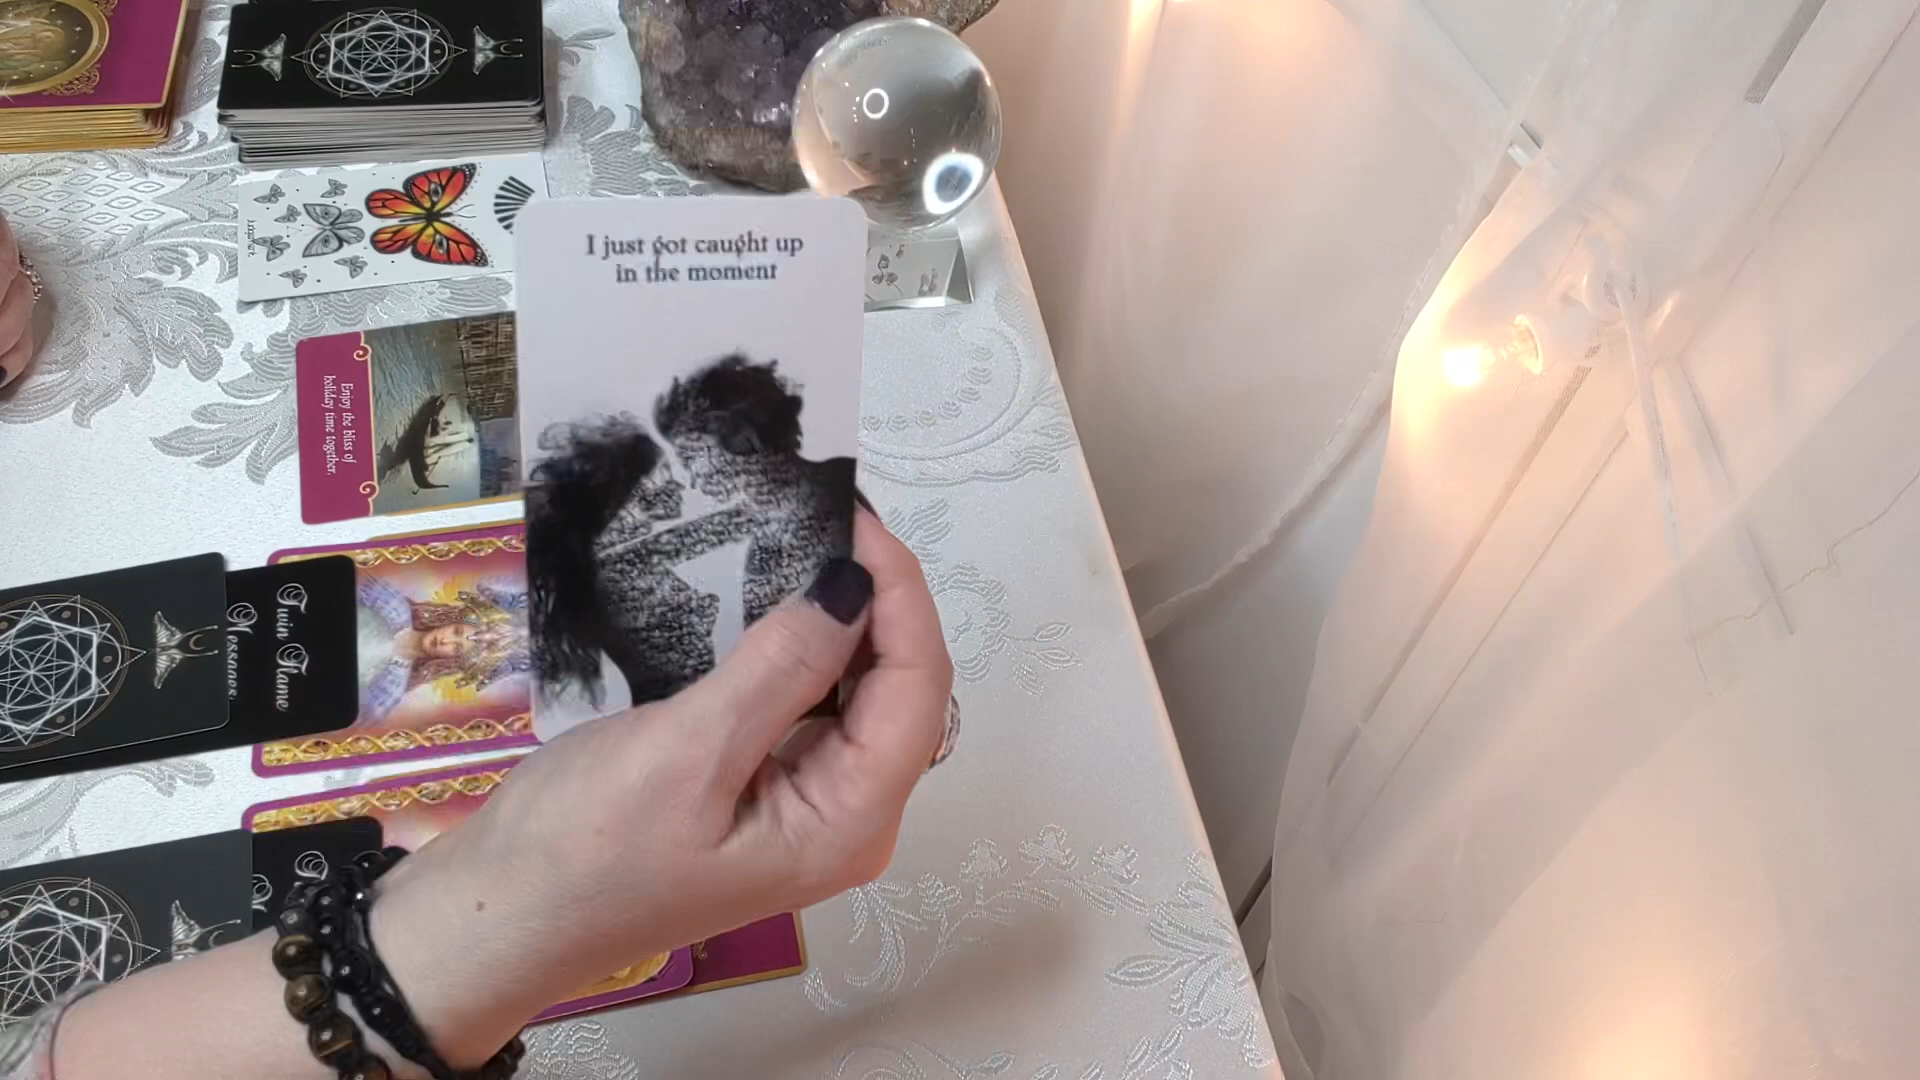 I just got caught up
in the moment
Enjoy the bliss of
holiday time together.
Twin Flame
Messages